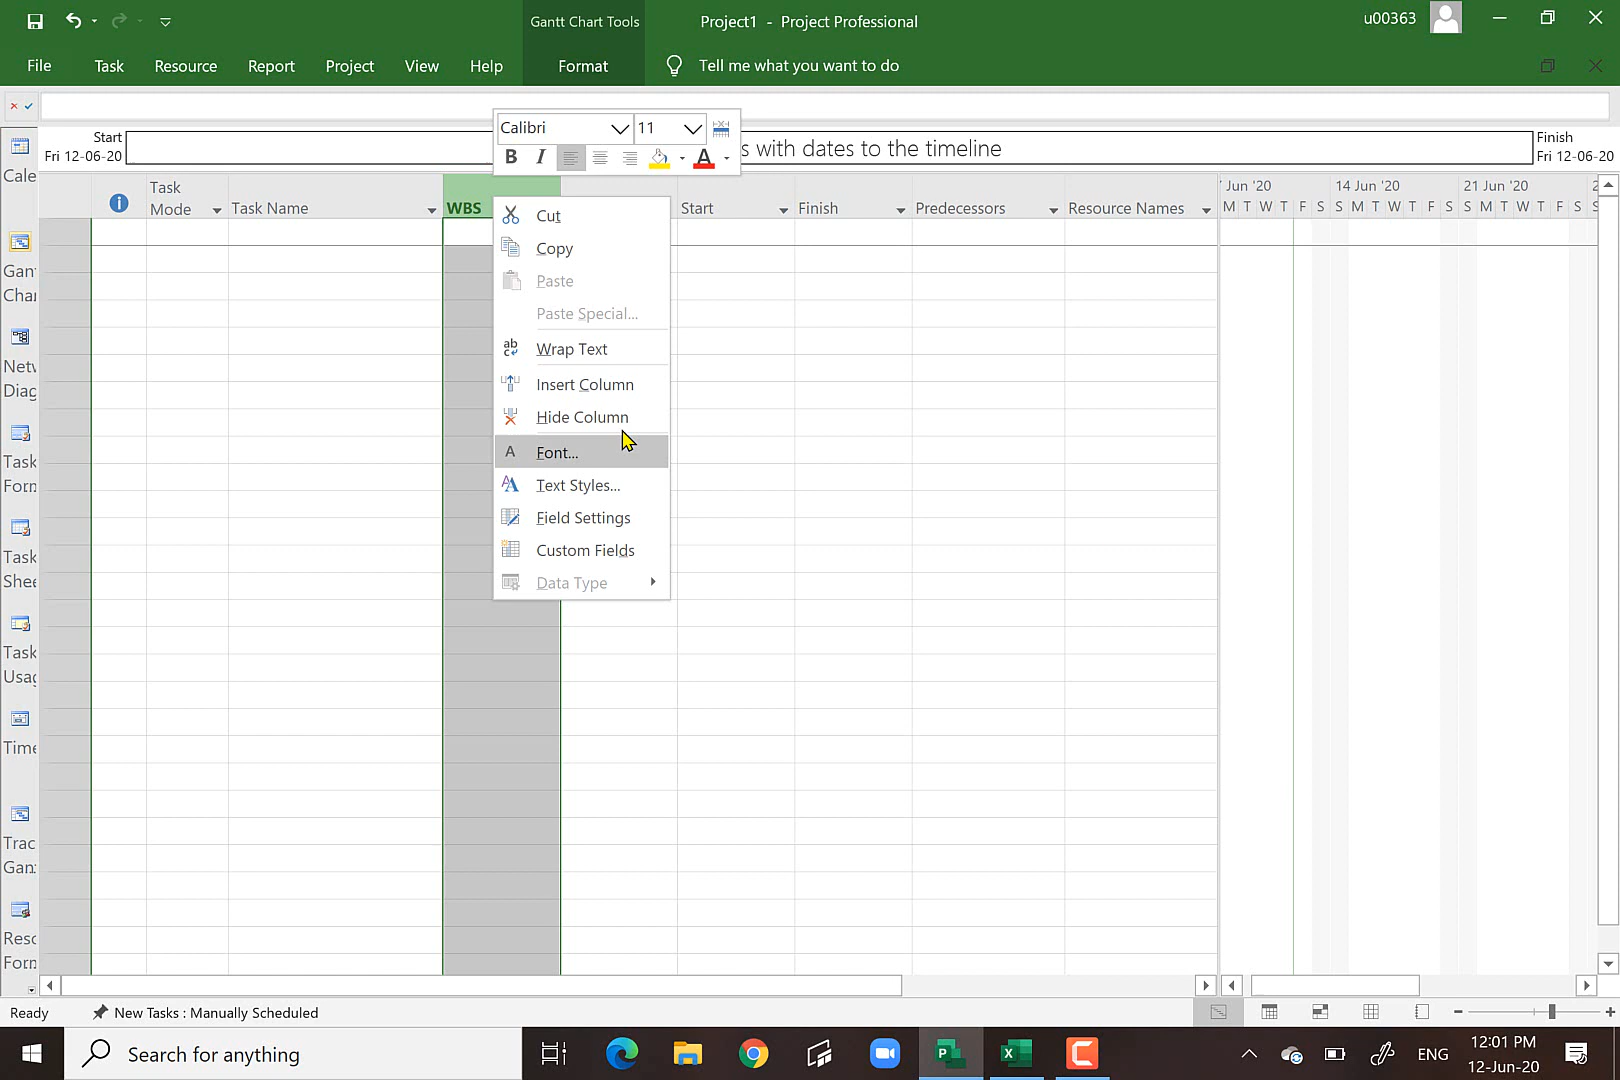 Gantt Chart Tools
Project1 - Project Professional
u00363
File
Task
Resource
Report
Project
View
Help
Format
Tell me what you want to do
Calibri
11
B
I
A
Start
Fri 12-06-20
s with dates to the timeline
Finish
Fri 12-06-20
Task Mode
Task Name
WBS
Start
Finish
Predecessors
Resource Names
' Jun '20
14 Jun '20
21 Jun '20
2
M T W T F S S M T W T F S S M T W T F S S
Cut
Copy
Paste
Paste Special...
Wrap Text
Insert Column
Hide Column
Font...
Text Styles...
Field Settings
Custom Fields
Data Type
Cale
Gan
Char
Netw
Diag
Task
Form
Task
Shee
Task
Usag
Time
Trac
Gan
Reso
Form
Ready
New Tasks : Manually Scheduled
Search for anything
ENG
12:01 PM
12-Jun-20